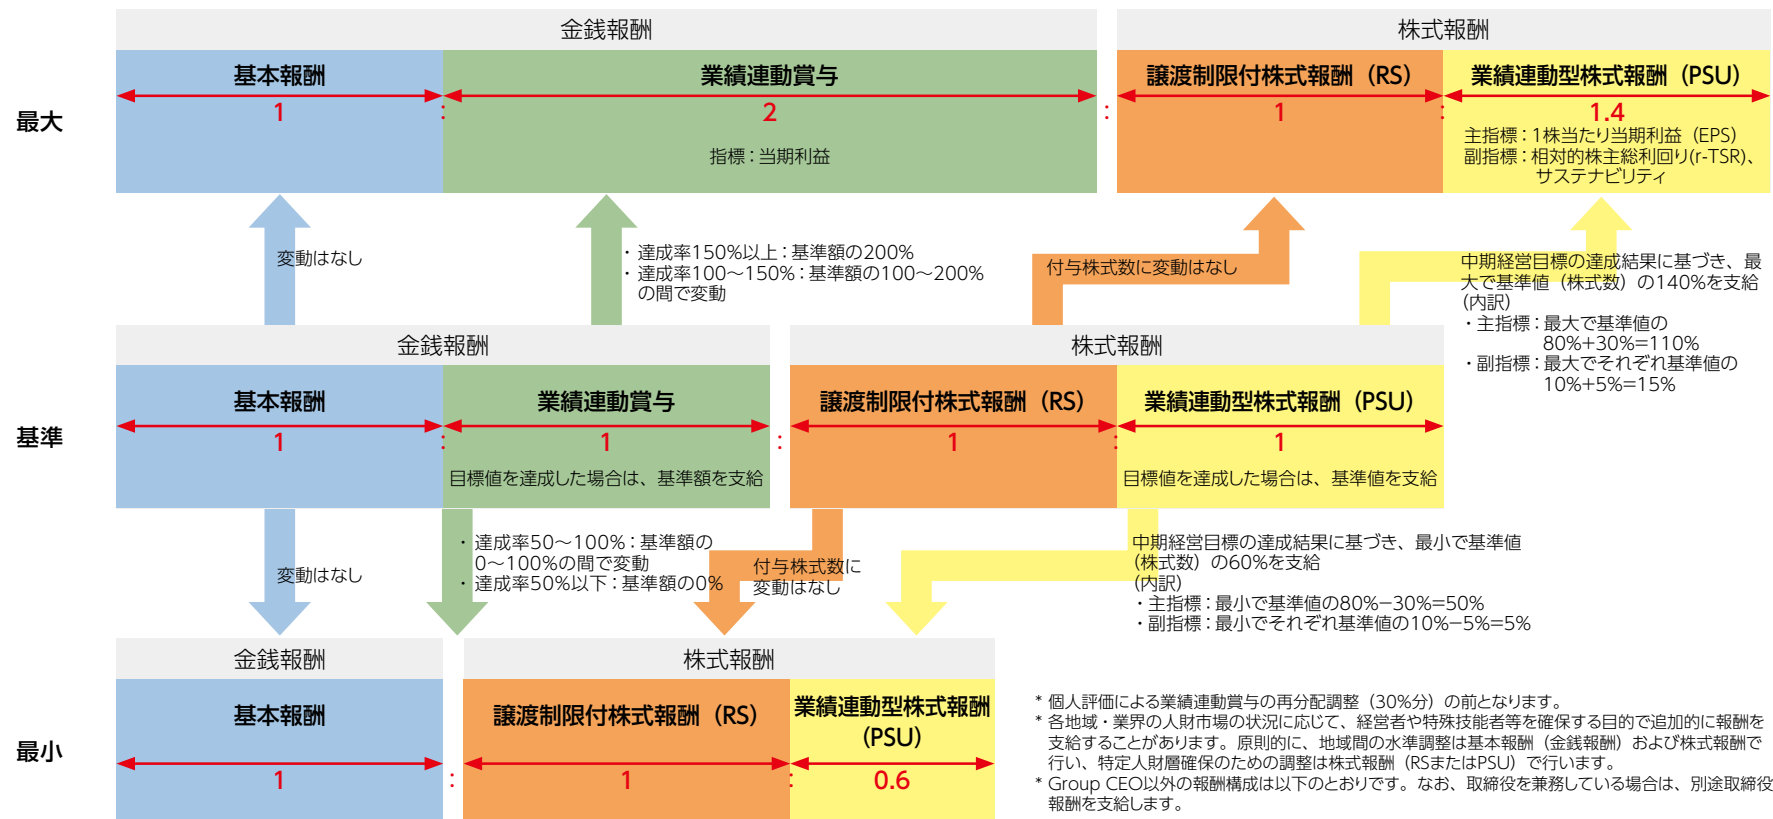 金銭報酬
株式報酬
最大
基本報酬
業績連動賞与
譲渡制限付株式報酬（RS）
業績連動型株式報酬（PSU）
1
:
2
:
1
:
1.4
指標：当期利益
主指標：1株当たり当期利益（EPS）
副指標：相対的株主総利回り(r-TSR)、
サステナビリティ
変動はなし
・達成率150%以上：基準額の200%
・達成率100～150%：基準額の100～200%
の間で変動
付与株式数に変動はなし
中期経営目標の達成結果に基づき、最
大で基準値（株式数）の140%を支給
（内訳）
・主指標：最大で基準値の
80%+30%=110%
・副指標：最大でそれぞれ基準値の
10%+5%=15%
金銭報酬
株式報酬
基準
基本報酬
業績連動賞与
譲渡制限付株式報酬（RS）
業績連動型株式報酬（PSU）
1
:
1
:
1
:
1
目標値を達成した場合は、基準額を支給
目標値を達成した場合は、基準値を支給
変動はなし
・達成率50～100%：基準額の
0～100%の間で変動
・達成率50%以下：基準額の0%
付与株式数に
変動はなし
中期経営目標の達成結果に基づき、最小で基準値
（株式数）の60%を支給
（内訳）
・主指標：最小で基準値の80%−30%=50%
・副指標：最小でそれぞれ基準値の10%−5%=5%
金銭報酬
株式報酬
最小
基本報酬
譲渡制限付株式報酬（RS）
業績連動型株式報酬
（PSU）
1
:
1
:
0.6
* 個人評価による業績連動賞与の再分配調整（30%分）の前となります。
* 各地域・業界の人財市場の状況に応じて、経営者や特殊技能者等を確保する目的で追加的に報酬を
支給することがあります。原則的に、地域間の水準調整は基本報酬（金銭報酬）および株式報酬で
行い、特定人財層確保のための調整は株式報酬（RSまたはPSU）で行います。
* Group CEO以外の報酬構成は以下のとおりです。なお、取締役を兼務している場合は、別途取締役
報酬を支給します。